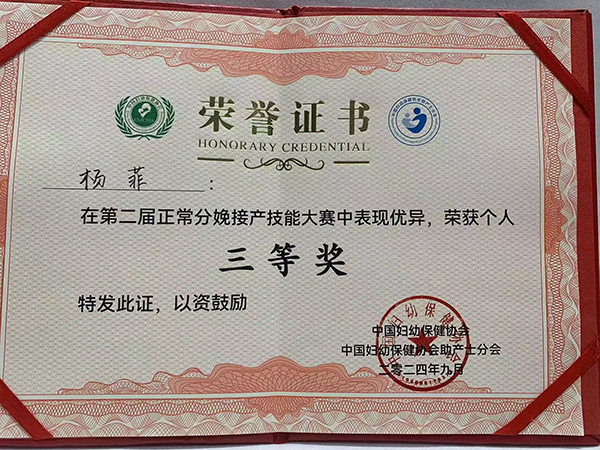 荣誉证书
HONORARY CREDENTIAL
杨菲:
在第二届正常分娩接产技能大赛中表现优异，荣获个人
三等奖
特发此证，以资鼓励
中国妇幼保健协会
中国妇幼保健协会助产士分会
二零二四年九月